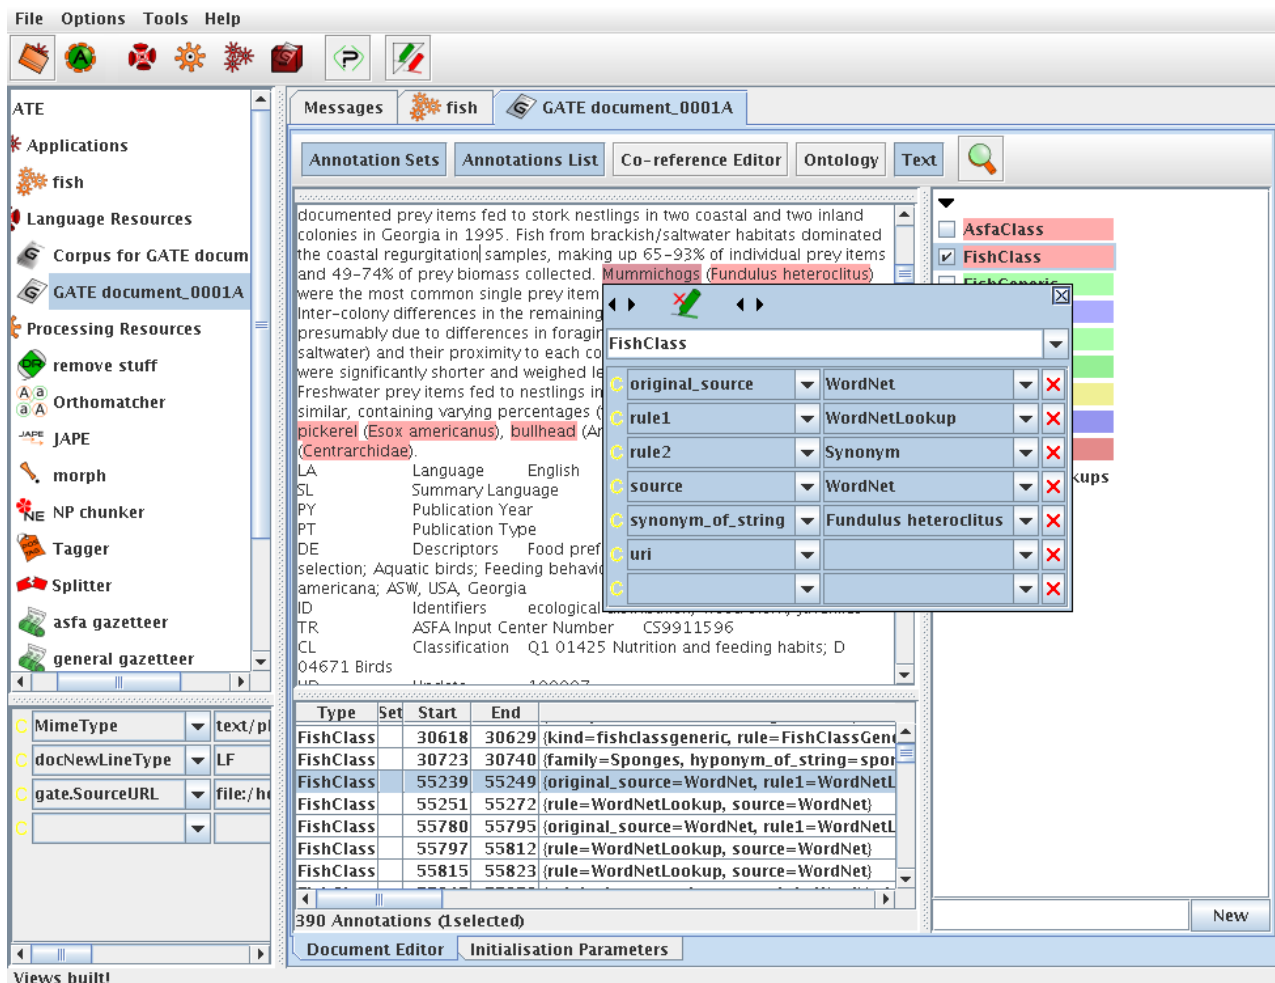 File Options Tools Help
ATE
Applications
fish
Language Resources
Corpus for GATE docum
GATE document_0001A
Processing Resources
remove stuff
Orthomatcher
JAPE
morph
NP chunker
Tagger
Splitter
asfa gazetteer
general gazetteer
MimeType text/pl
docNewLineType LF
gate.SourceURL file:/h
Views built!
Messages fish GATE document_0001A
Annotation Sets Annotations List Co-reference Editor Ontology Text
documented prey items fed to stork nestlings in two coastal and two inland
colonies in Georgia in 1995. Fish from brackish/saltwater habitats dominated
the coastal regurgitation samples, making up 65-93% of individual prey items
and 49-74% of prey biomass collected. Mummichogs (Fundulus heteroclitus)
were the most common single prey item
Inter-colony differences in the remaining
presumably due to differences in foragin
saltwater) and their proximity to each co
were significantly shorter and weighed le
Freshwater prey items fed to nestlings in
similar, containing varying percentages (
pickerel (Esox americanus), bullhead (Am
(Centrarchidae).
LA Language English
SL Summary Language
PY Publication Year
PT Publication Type
DE Descriptors Food pref
selection; Aquatic birds; Feeding behavio
americana; ASW, USA, Georgia
ID Identifiers ecological
TR ASFA Input Center Number CS9911596
CL Classification Q1 01425 Nutrition and feeding habits; D
04671 Birds
FishClass
original_source WordNet
rule1 WordNetLookup
rule2 Synonym
source WordNet
synonym_of_string Fundulus heteroclitus
uri
AsfaClass
FishClass
FishGeneric
kups
New
Type Set Start End
FishClass 30618 30629 {kind=fishclassgeneric, rule=FishClassGene
FishClass 30723 30740 {family=Sponges, hyponym_of_string=spon
FishClass 55239 55249 {original_source=WordNet, rule1=WordNetL
FishClass 55251 55272 {rule=WordNetLookup, source=WordNet}
FishClass 55780 55795 {original_source=WordNet, rule1=WordNetL
FishClass 55797 55812 {rule=WordNetLookup, source=WordNet}
FishClass 55815 55823 {rule=WordNetLookup, source=WordNet}
390 Annotations (1selected)
Document Editor Initialisation Parameters